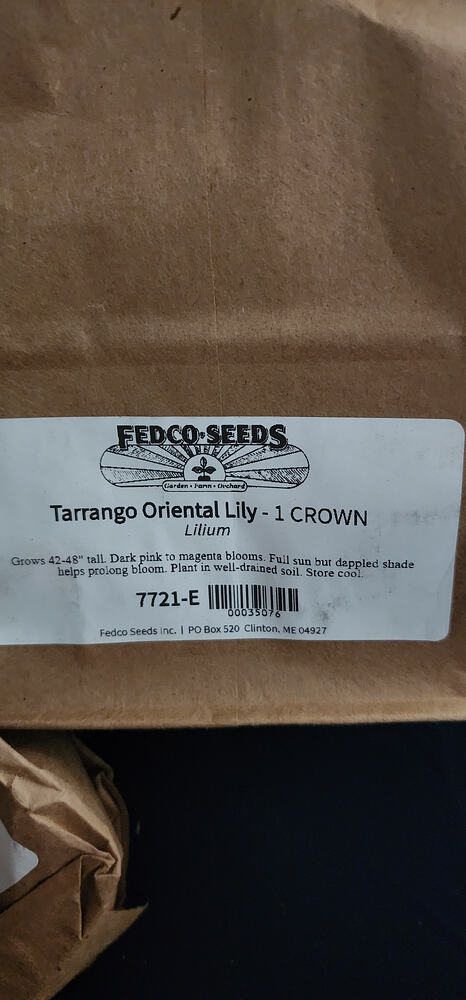 FEDCO·SEEDS
Garden • Farm • Orchard
Tarrango Oriental Lily - 1 CROWN
Lilium
Grows 42-48" tall. Dark pink to magenta blooms. Full sun but dappled shade
helps prolong bloom. Plant in well-drained soil. Store cool.
7721-E
00035076
Fedco Seeds Inc. | PO Box 520 Clinton, ME 04927